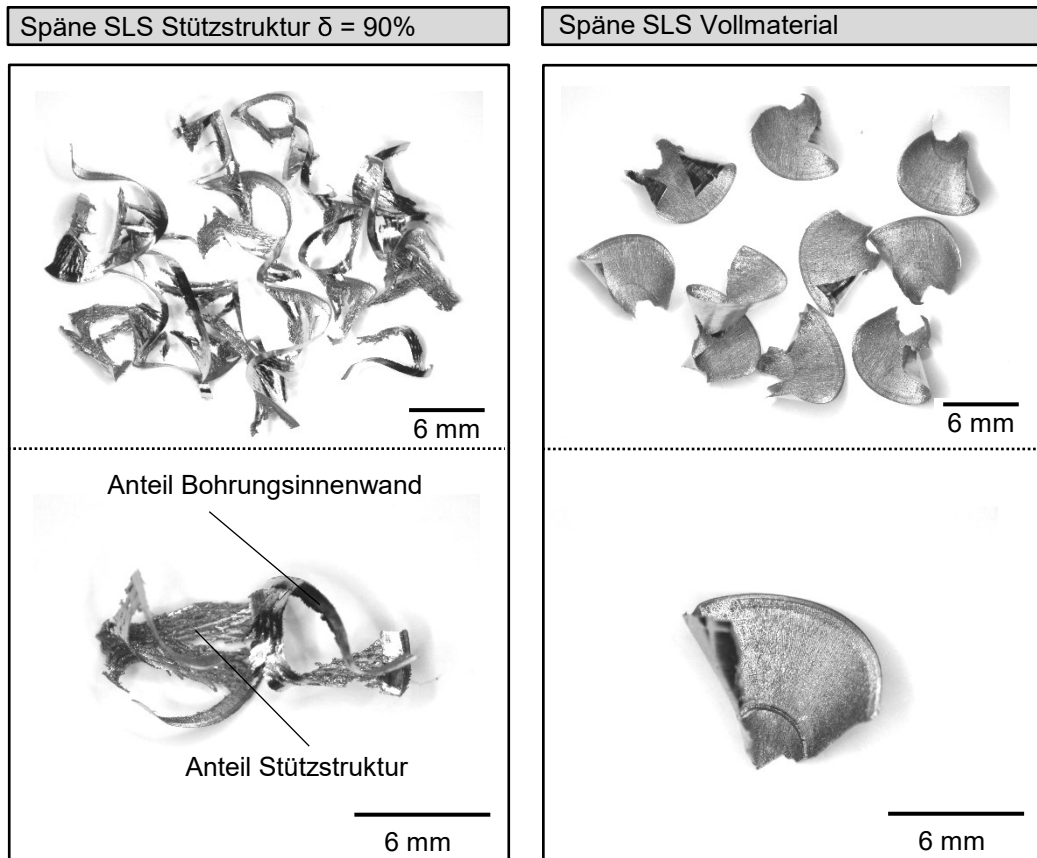 Späne SLS Stützstruktur δ = 90%
Späne SLS Vollmaterial
6 mm
6 mm
Anteil Bohrungsinnenwand
Anteil Stützstruktur
6 mm
6 mm